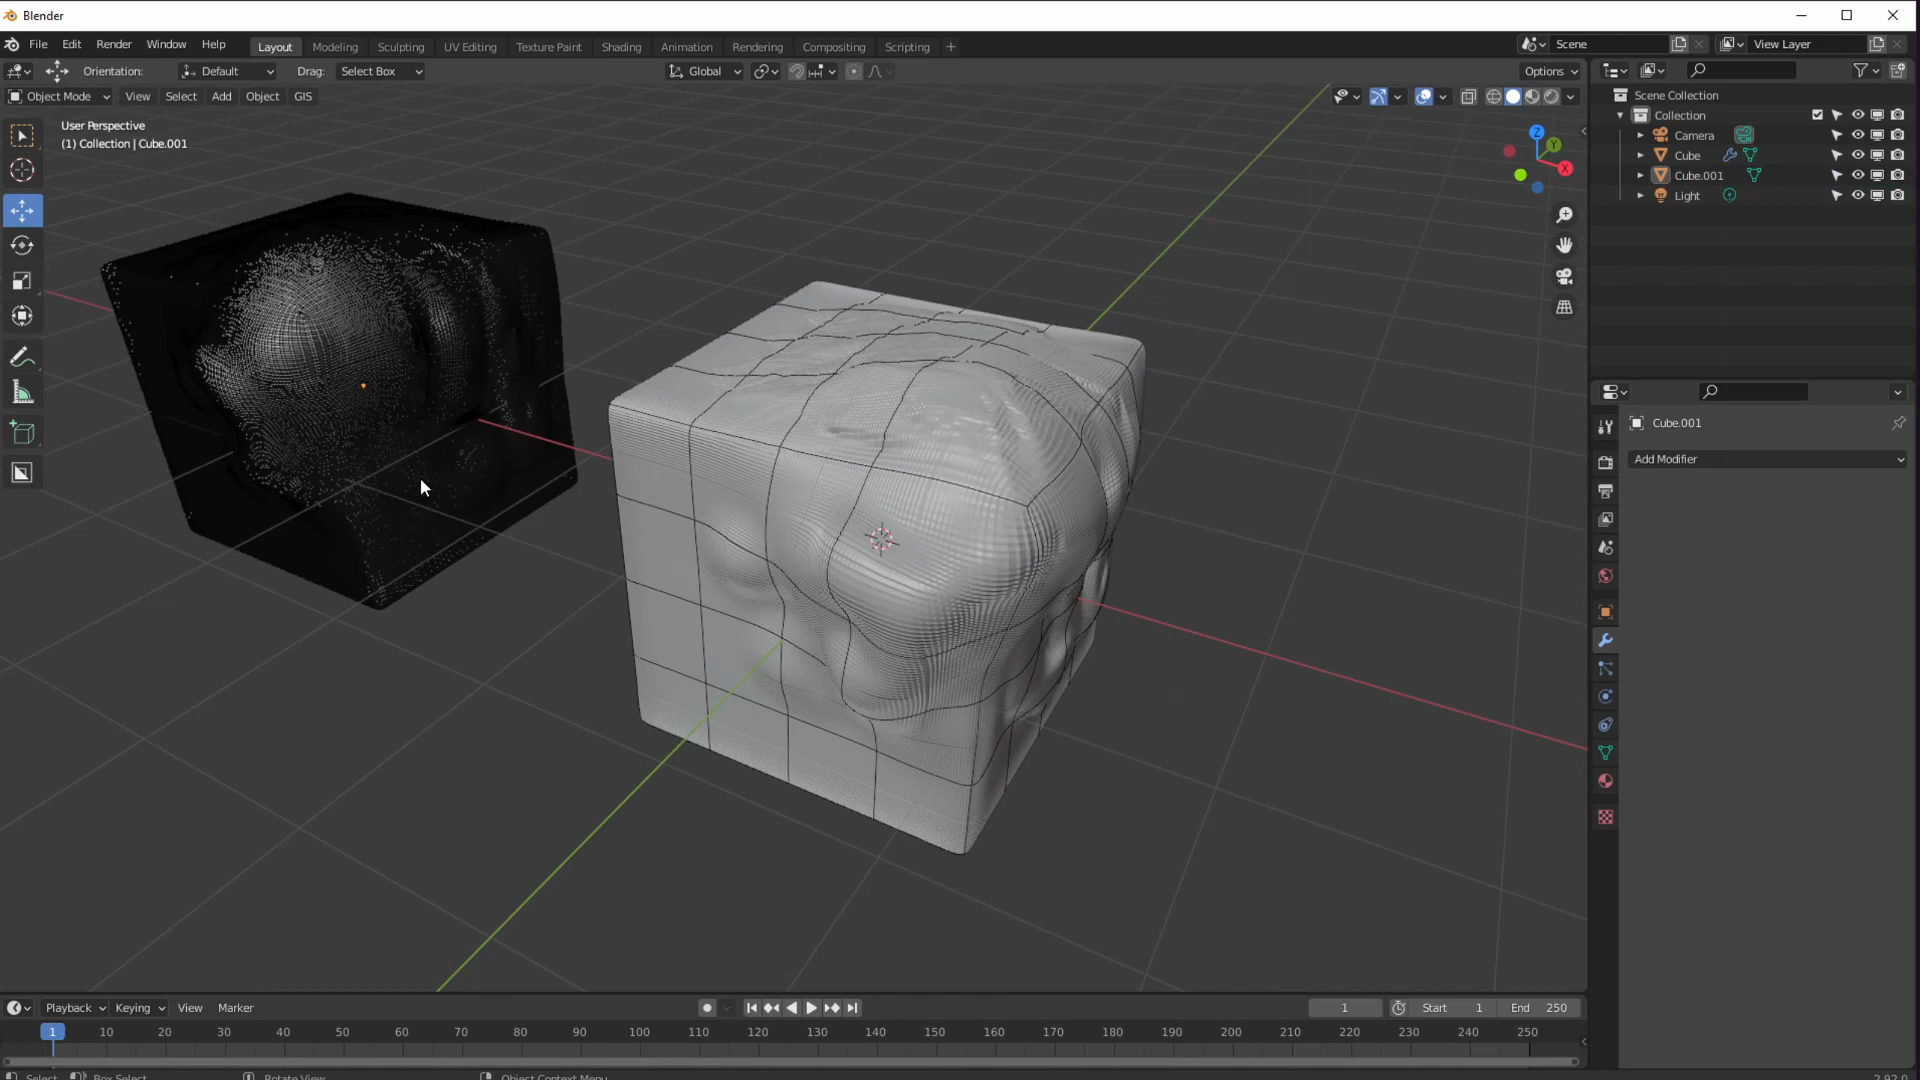 Blender
File Edit Render Window Help Layout Modeling Sculpting UV Editing Texture Paint Shading Animation Rendering Compositing Scripting + Scene View Layer
Orientation: Default Drag: Select Box Global Options
Object Mode View Select Add Object GIS
User Perspective
(1) Collection | Cube.001
Z
Y
X
Scene Collection
Collection
Camera
Cube
Cube.001
Light
Cube.001
Add Modifier
Playback Keying View Marker 1 Start 1 End 250
1 10 20 30 40 50 60 70 80 90 100 110 120 130 140 150 160 170 180 190 200 210 220 230 240 250
Select Box Select Rotate View Object Context Menu 2.92.0